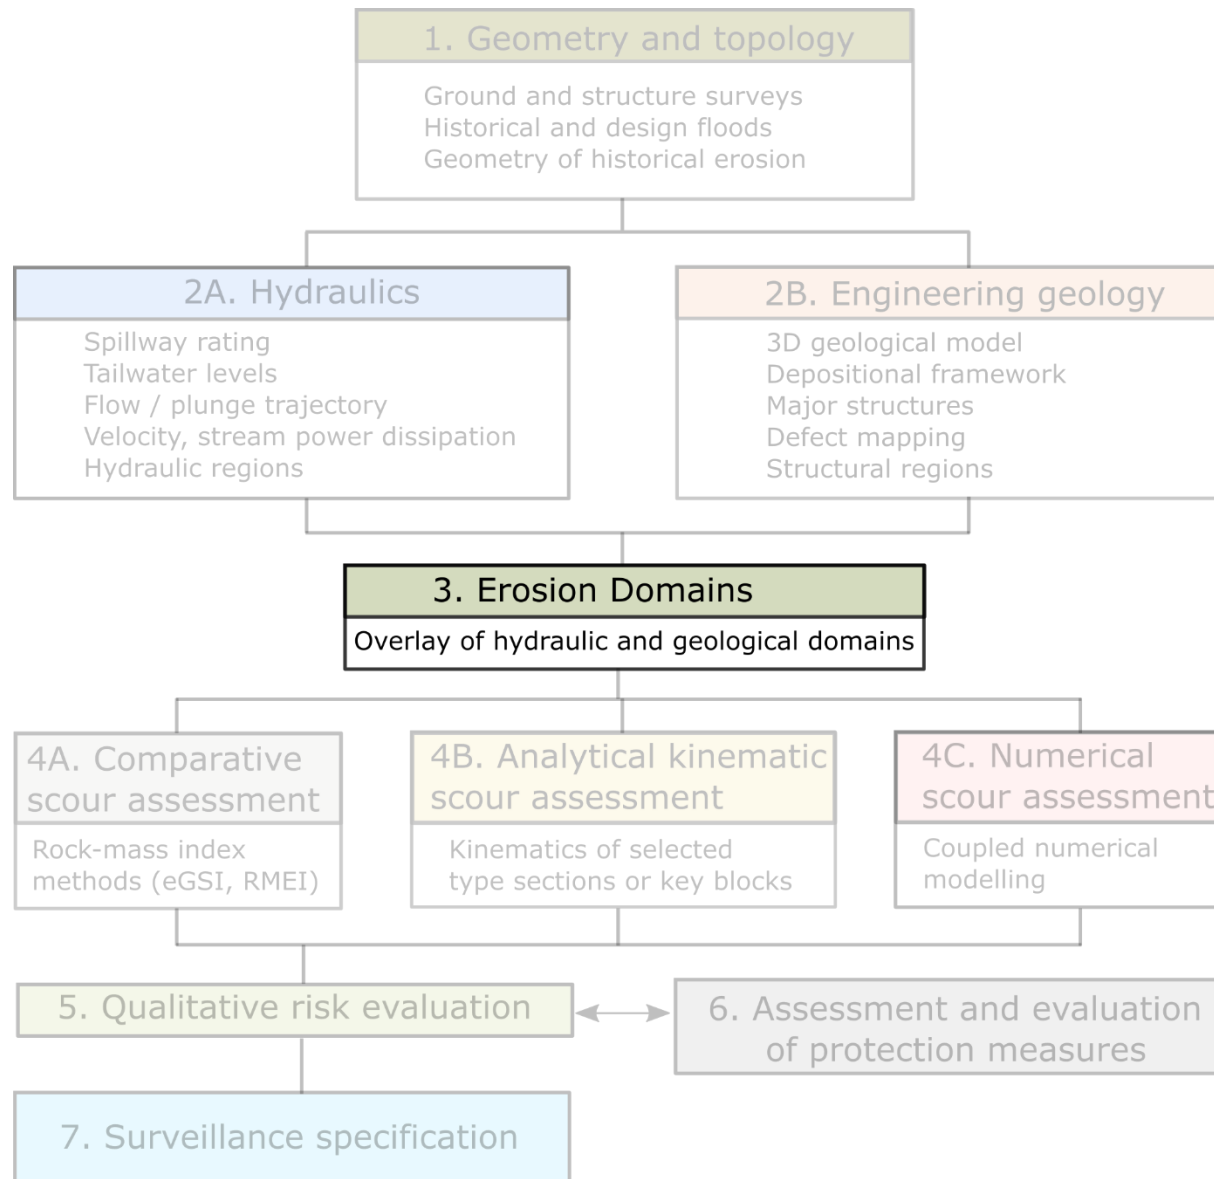 1. Geometry and topology
Ground and structure surveys
Historical and design floods
Geometry of historical erosion
2A. Hydraulics
Spillway rating
Tailwater levels
Flow / plunge trajectory
Velocity, stream power dissipation
Hydraulic regions
2B. Engineering geology
3D geological model
Depositional framework
Major structures
Defect mapping
Structural regions
3. Erosion Domains
Overlay of hydraulic and geological domains
4A. Comparative
scour assessment
Rock-mass index
methods (eGSI, RMEI)
4B. Analytical kinematic
scour assessment
Kinematics of selected
type sections or key blocks
4C. Numerical
scour assessment
Coupled numerical
modelling
5. Qualitative risk evaluation
6. Assessment and evaluation
of protection measures
7. Surveillance specification